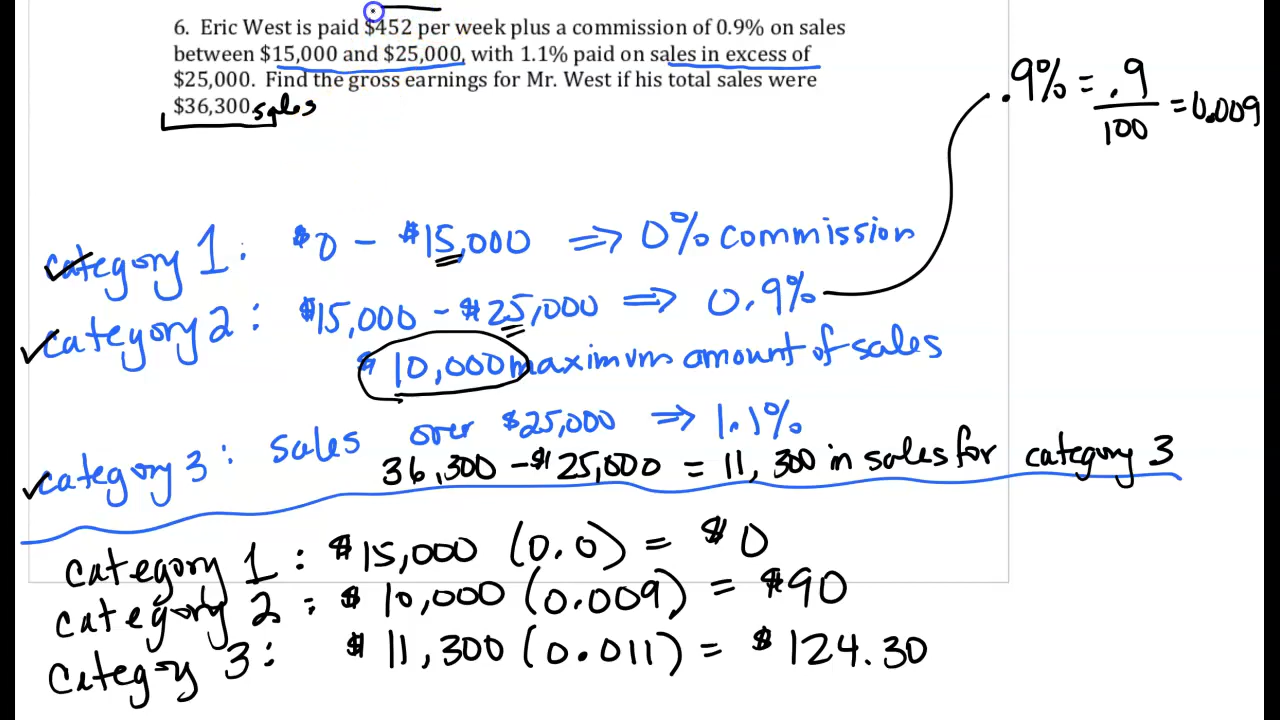 6. Eric West is paid $452 per week plus a commission of 0.9% on sales
between $15,000 and $25,000, with 1.1% paid on sales in excess of
$25,000. Find the gross earnings for Mr. West if his total sales were
$36,300 sales
.9% = .9/100 = 0.009
category 1: $0 - $15,000 ⇒ 0% commission
category 2: $15,000 - $25,000 ⇒ 0.9%
$10,000 maximum amount of sales
category 3: sales over $25,000 ⇒ 1.1%
36,300 - $25,000 = 11,300 in sales for category 3
category 1: $15,000 (0.0) = $0
category 2: $10,000 (0.009) = $90
category 3: $11,300 (0.011) = $124.30